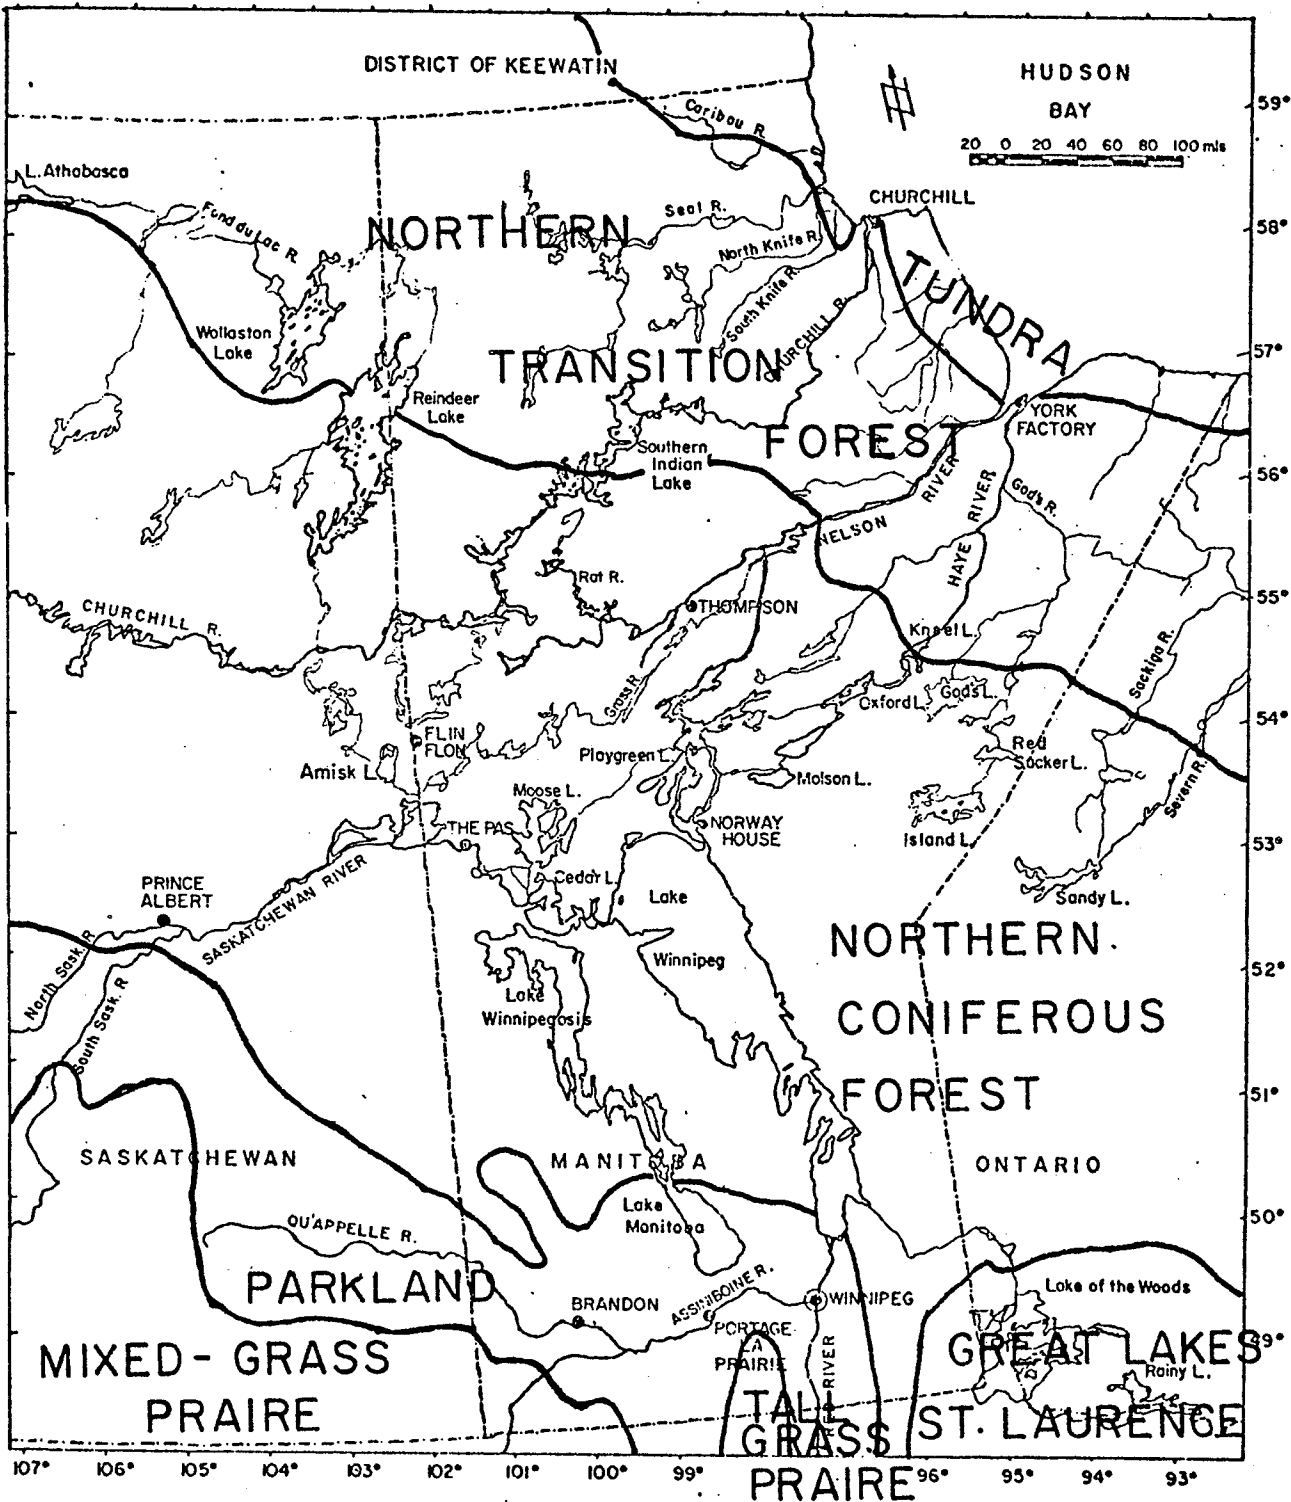 DISTRICT OF KEEWATIN
HUDSON
BAY
20 0 20 40 60 80 100 mls
Caribou R.
L. Athabasca
Fond du Lac R.
NORTHERN
Seal R.
North Knife R.
South Knife R.
CHURCHILL R.
CHURCHILL
TUNDRA
Wollaston
Lake
TRANSITION
Reindeer
Lake
FOREST
YORK
FACTORY
Southern
Indian
Lake
NELSON
RIVER
HAYE RIVER
God's R.
Rat R.
THOMPSON
CHURCHILL R.
Grass R.
Kneel L.
Oxford L.
God's L.
Sackiga R.
Severn R.
FLIN
FLON
Amisk L.
Playgreen L.
Molson L.
Red
Sucker L.
Moose L.
THE PAS
NORWAY
HOUSE
Island L.
Sandy L.
PRINCE
ALBERT
SASKATCHEWAN RIVER
Cedar L.
Lake
Winnipeg
North Sask. R
South Sask. R
Lake
Winnipegosis
NORTHERN
CONIFEROUS
FOREST
SASKATCHEWAN
MANITOBA
ONTARIO
Lake
Manitoba
QU'APPELLE R.
PARKLAND
BRANDON
ASSINIBOINE R.
WINNIPEG
PORTAGE
LA
PRAIRIE
RED RIVER
Lake of the Woods
GREAT LAKES
Rainy L.
ST. LAURENCE
MIXED- GRASS
PRAIRE
TALL
GRASS
PRAIRE
59°
58°
57°
56°
55°
54°
53°
52°
51°
50°
49°
107° 106° 105° 104° 103° 102° 101° 100° 99° 96° 95° 94° 93°